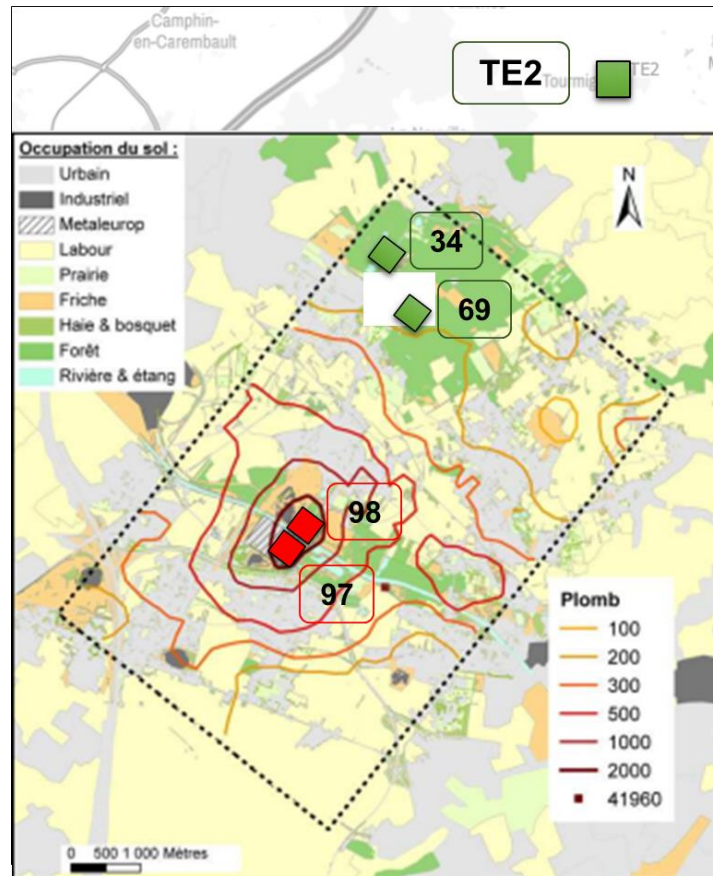 Camphin-
en-Carembault
TE2
Tourmig
TE2
Occupation du sol :
Urbain
Industriel
Metaleurop
Labour
Prairie
Friche
Haie & bosquet
Forêt
Rivière & étang
N
34
69
98
97
Plomb
100
200
300
500
1000
2000
41960
0 500 1 000 Mètres